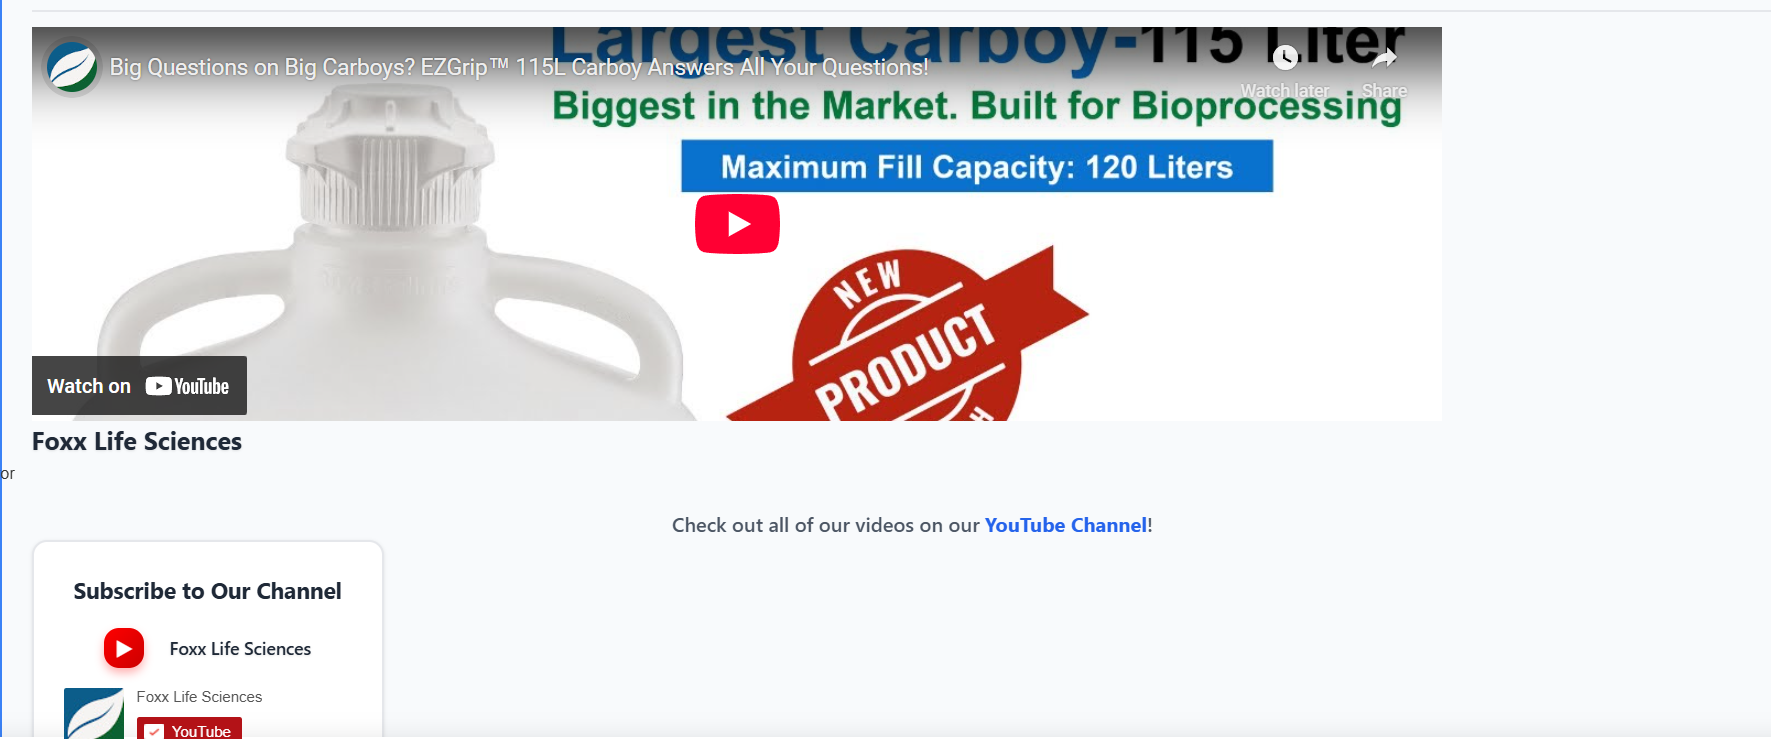 Largest Carboy-115 Liter
Big Questions on Big Carboys? EZGrip™ 115L Carboy Answers All Your Questions!
Watch later
Share
Biggest in the Market. Built for Bioprocessing
Maximum Fill Capacity: 120 Liters
NEW
PRODUCT
Watch on YouTube
Foxx Life Sciences
or
Check out all of our videos on our YouTube Channel!
Subscribe to Our Channel
Foxx Life Sciences
Foxx Life Sciences
YouTube